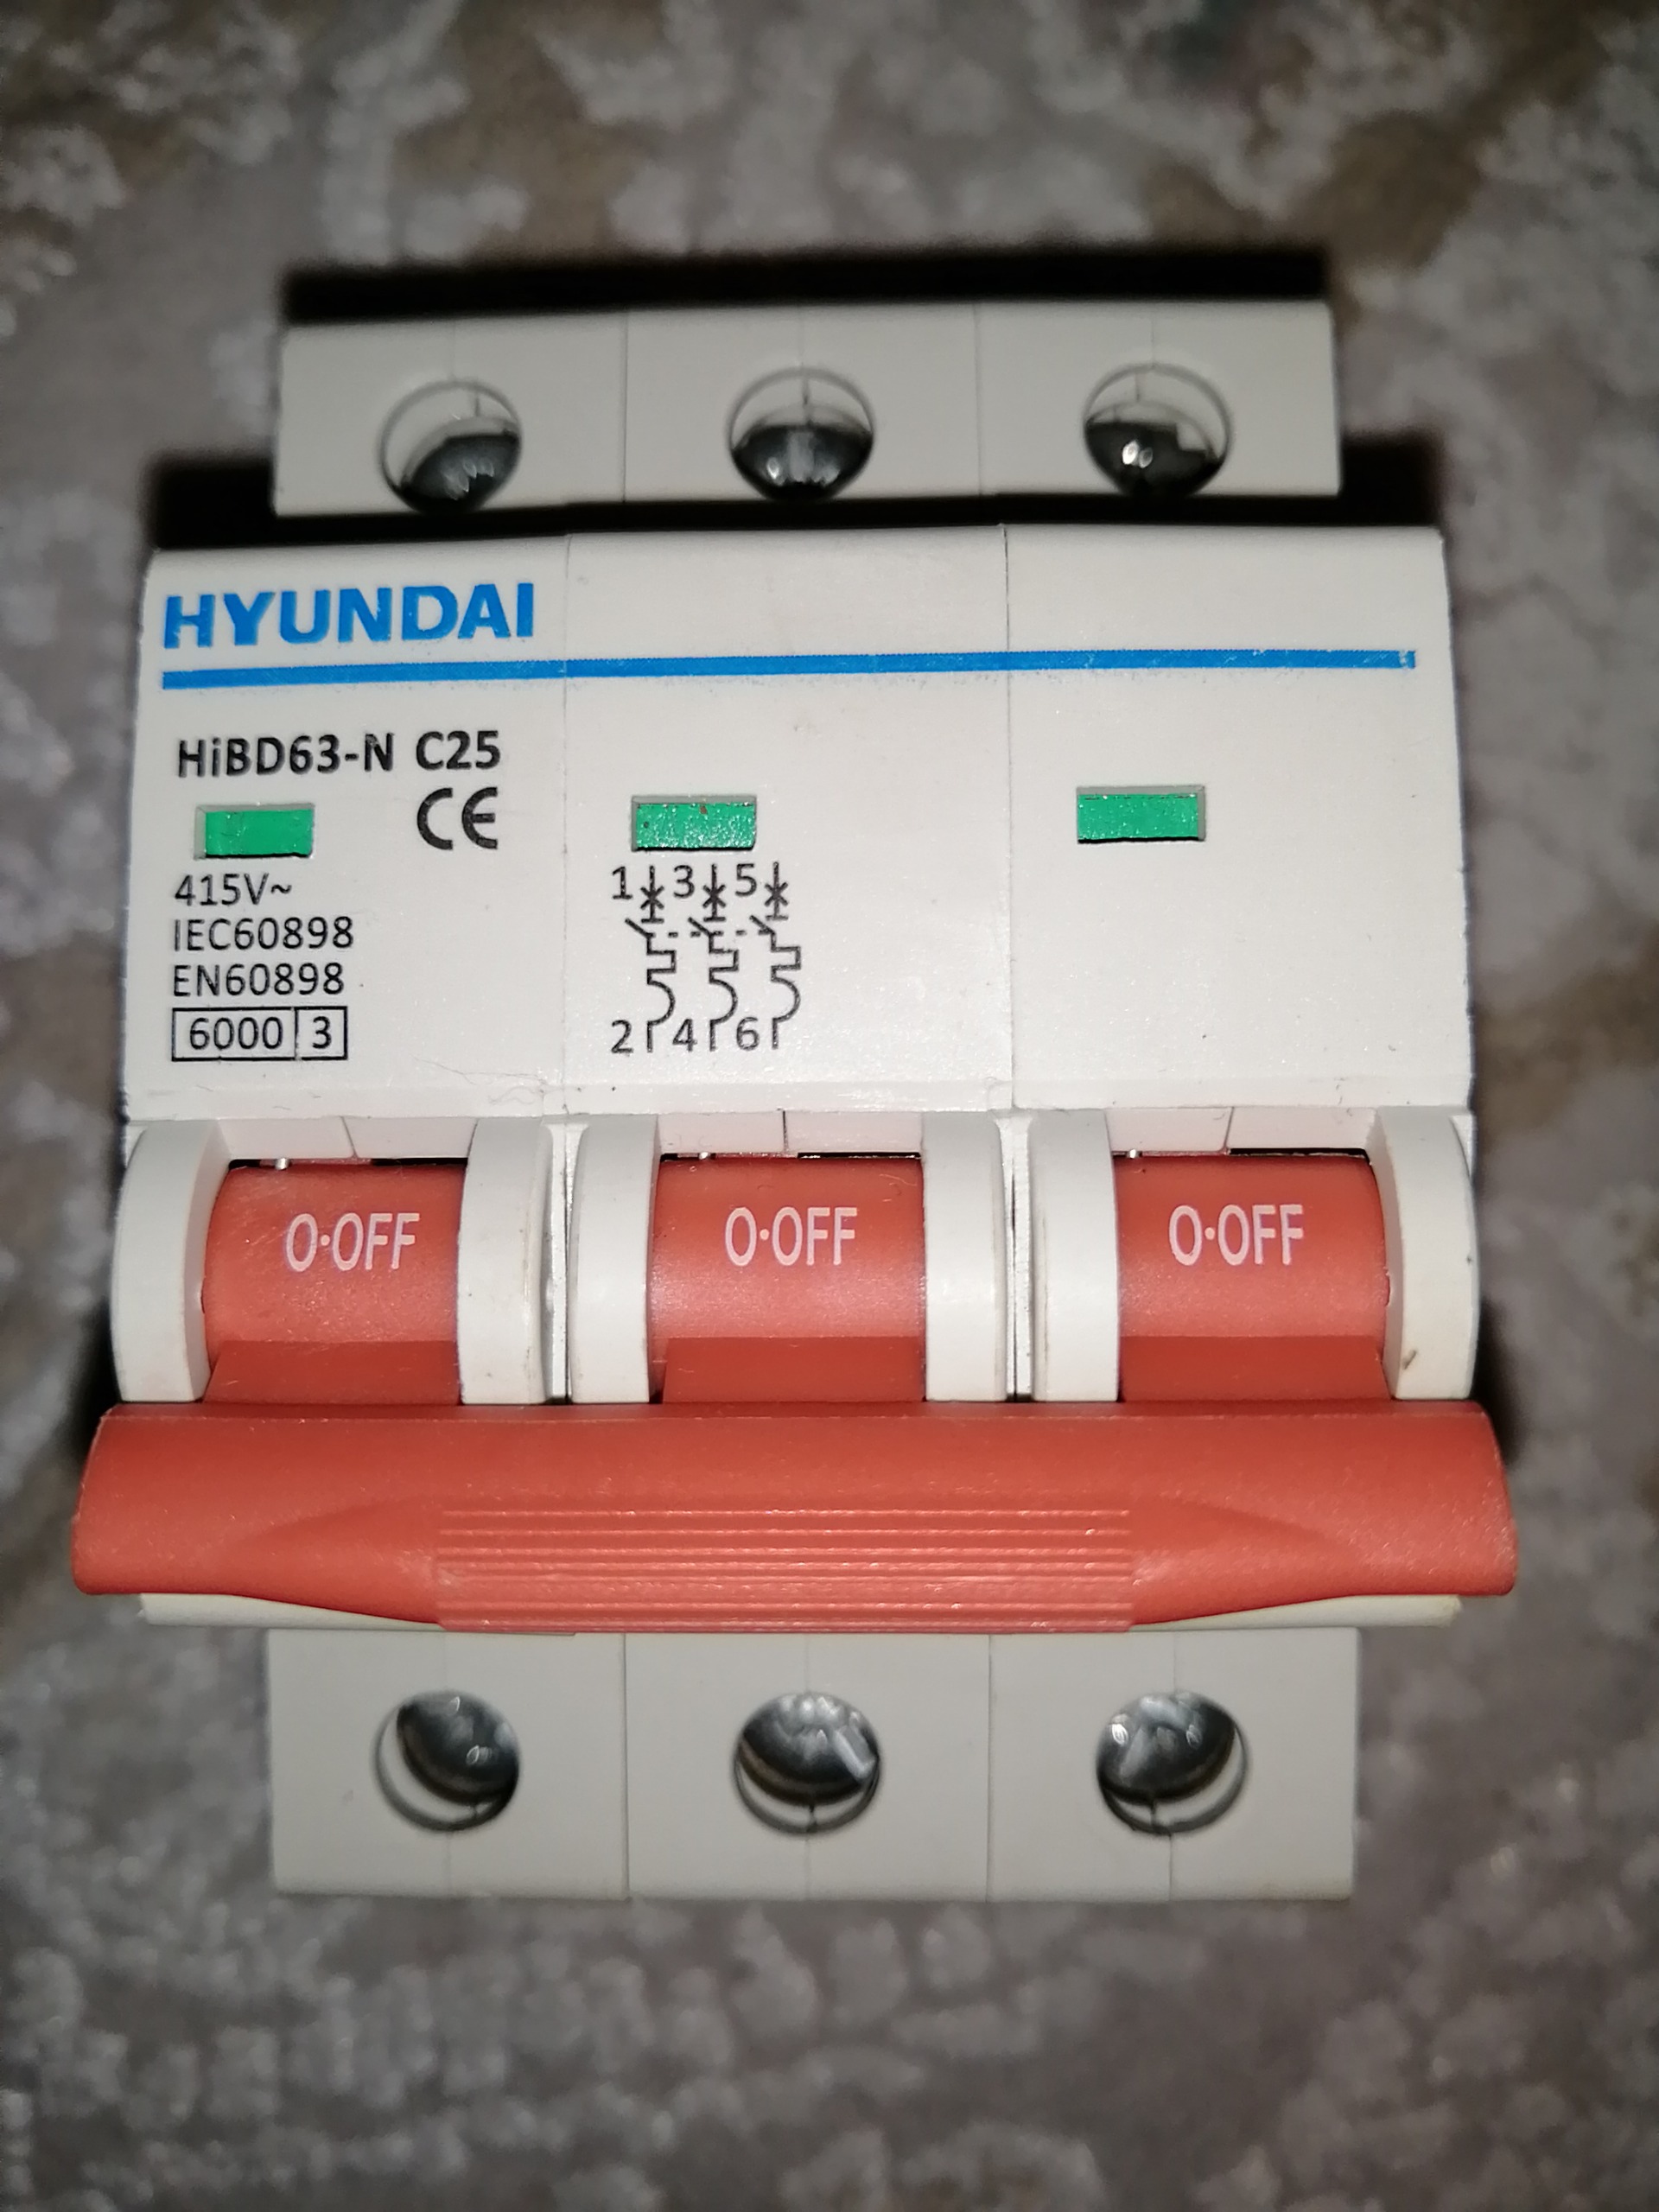 HYUNDAI
HiBD63-N C25
CE
415V~
IEC60898
EN60898
6000 3
1 3 5
2 4 6
O·OFF O·OFF O·OFF